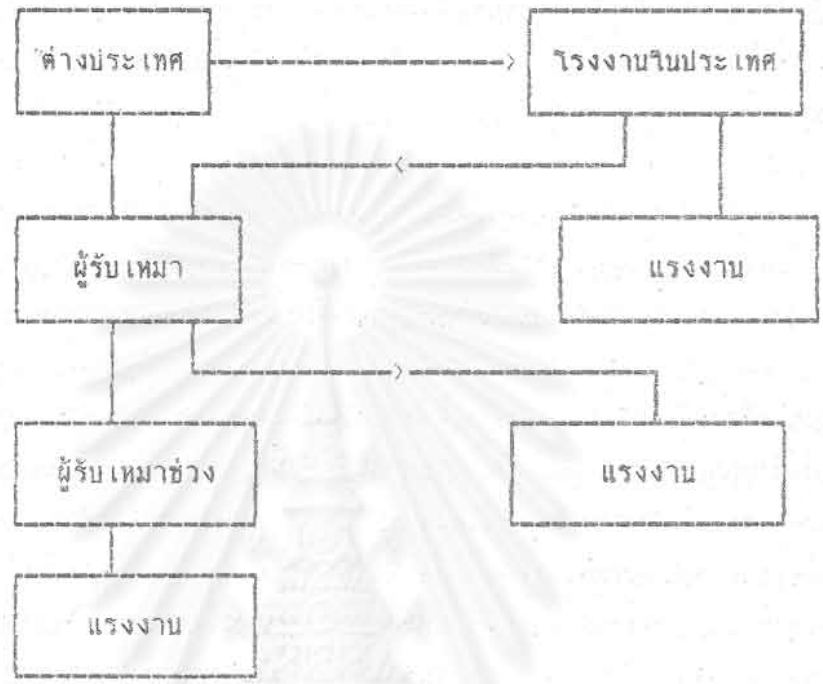 ต่างประเทศ
โรงงานในประเทศ
ผู้รับเหมา
แรงงาน
ผู้รับเหมาช่วง
แรงงาน
แรงงาน